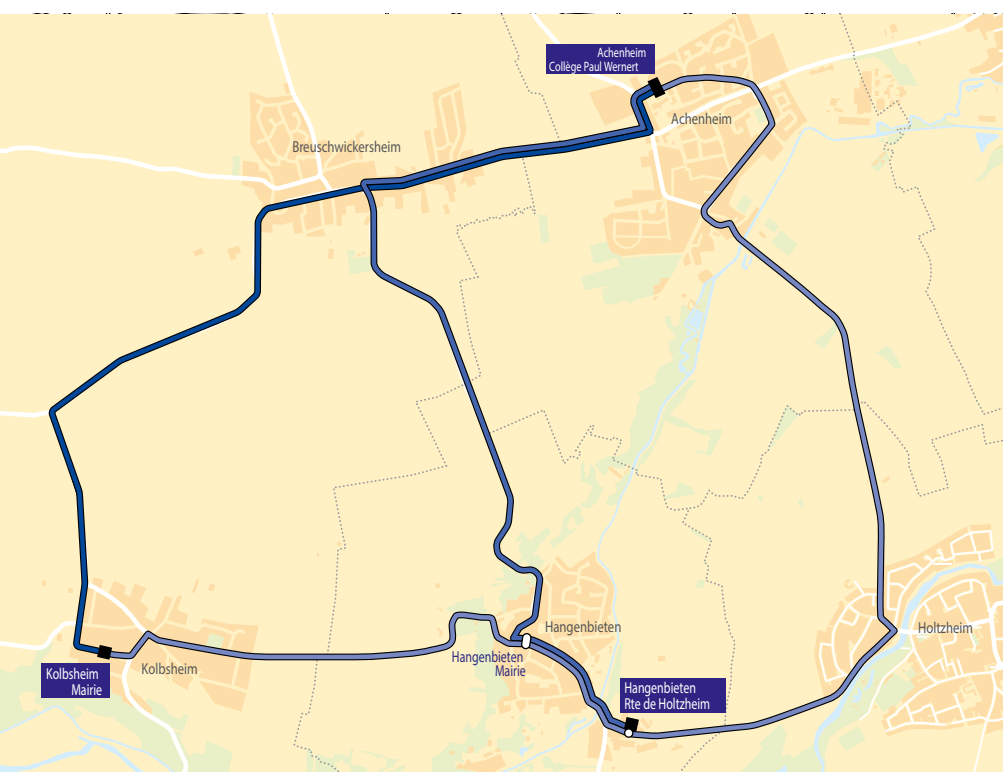 Achenheim
Collège Paul Wernert
Achenheim
Breuschwickersheim
Hangenbieten
Holtzheim
Hangenbieten
Mairie
Kolbsheim
Kolbsheim
Mairie
Hangenbieten
Rte de Holtzheim